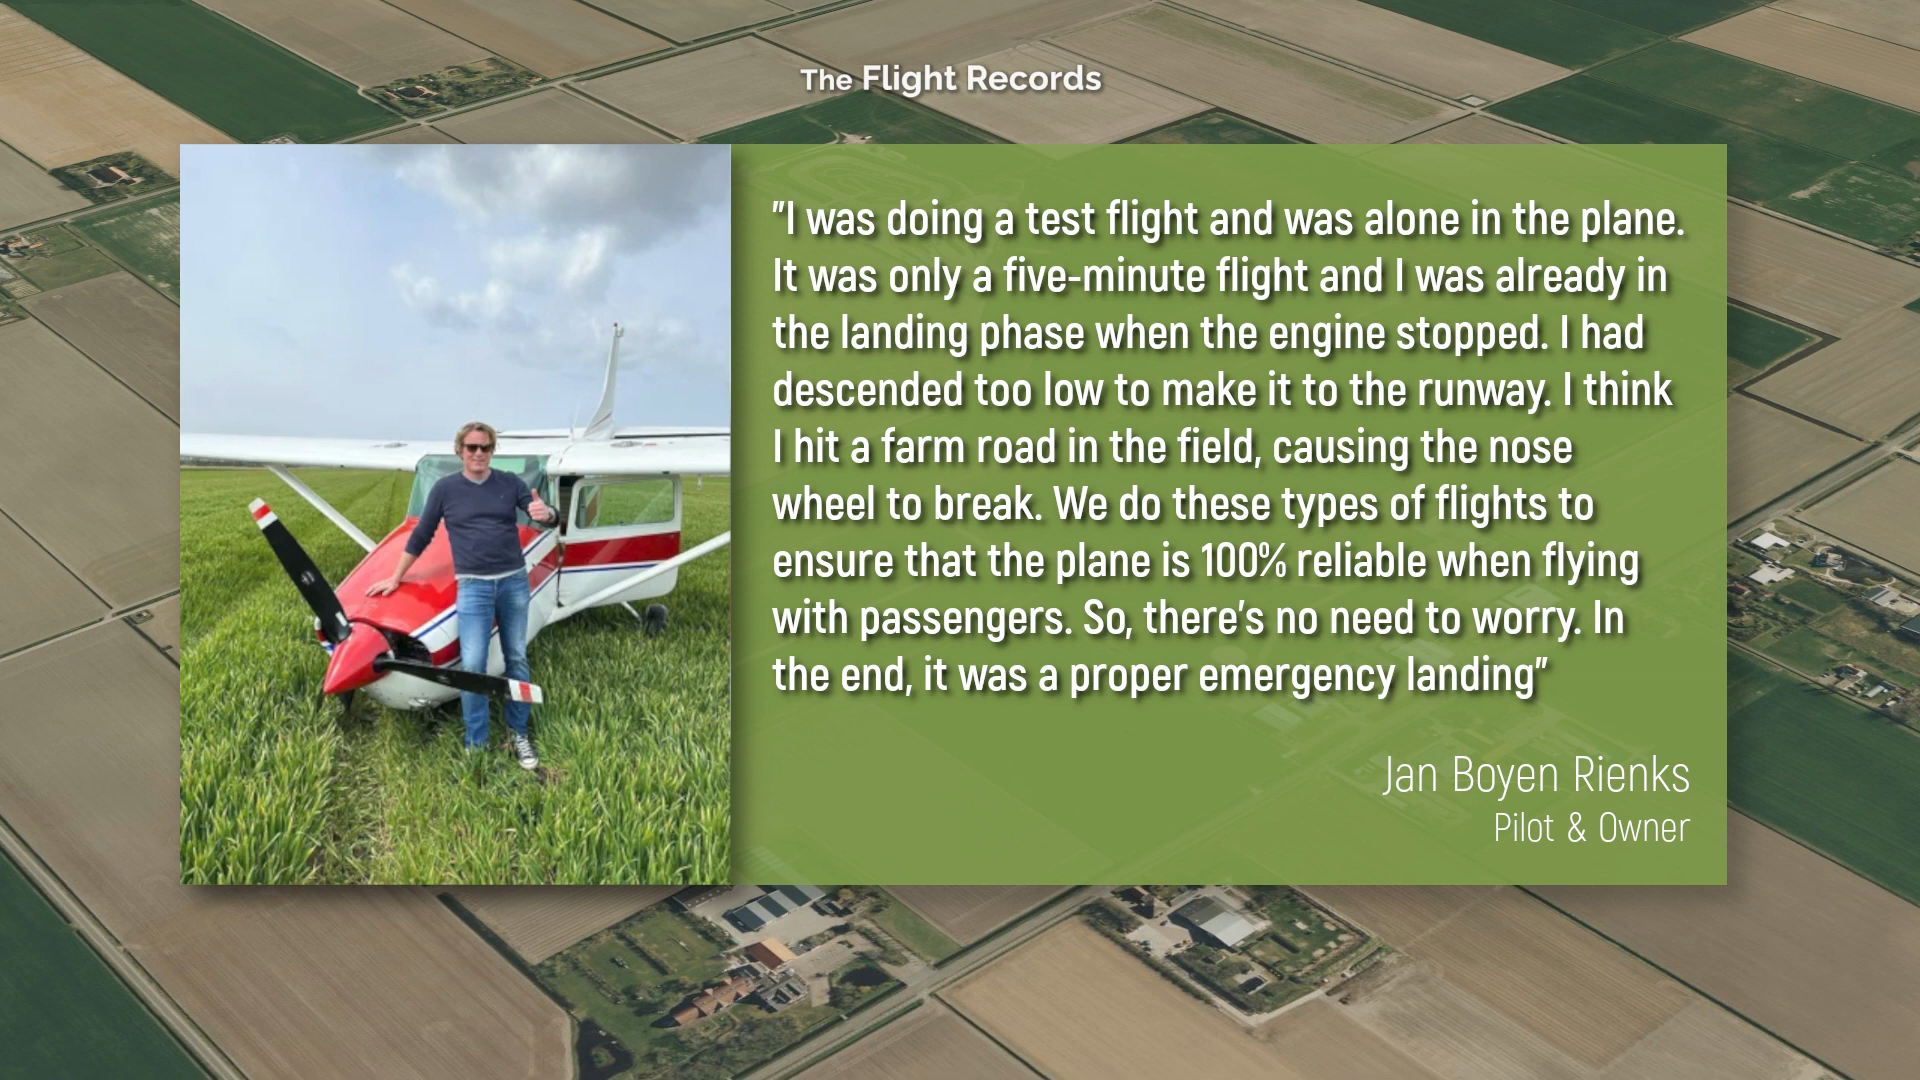 The Flight Records
"I was doing a test flight and was alone in the plane.
It was only a five-minute flight and I was already in
the landing phase when the engine stopped. I had
descended too low to make it to the runway. I think
I hit a farm road in the field, causing the nose
wheel to break. We do these types of flights to
ensure that the plane is 100% reliable when flying
with passengers. So, there's no need to worry. In
the end, it was a proper emergency landing"
Jan Boyen Rienks
Pilot & Owner